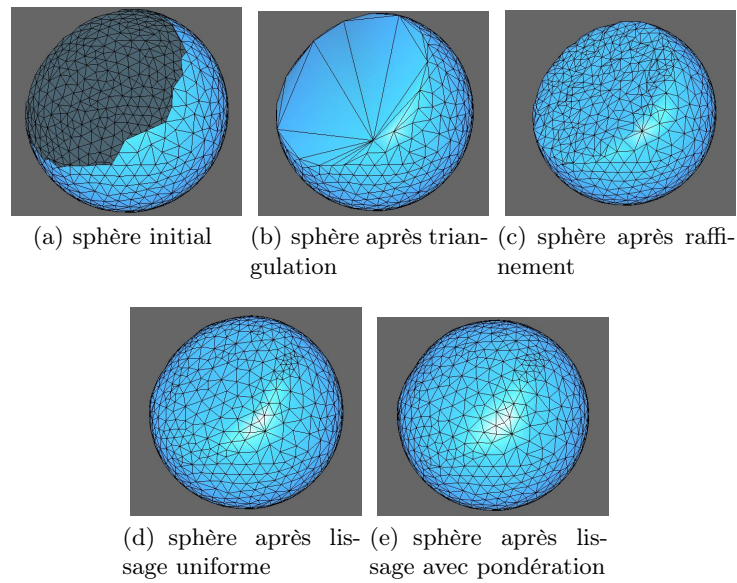 (a) sphère initial
(b) sphère après trian-
gulation
(c) sphère après raffi-
nement
(d) sphère après lis-
sage uniforme
(e) sphère après lis-
sage avec pondération